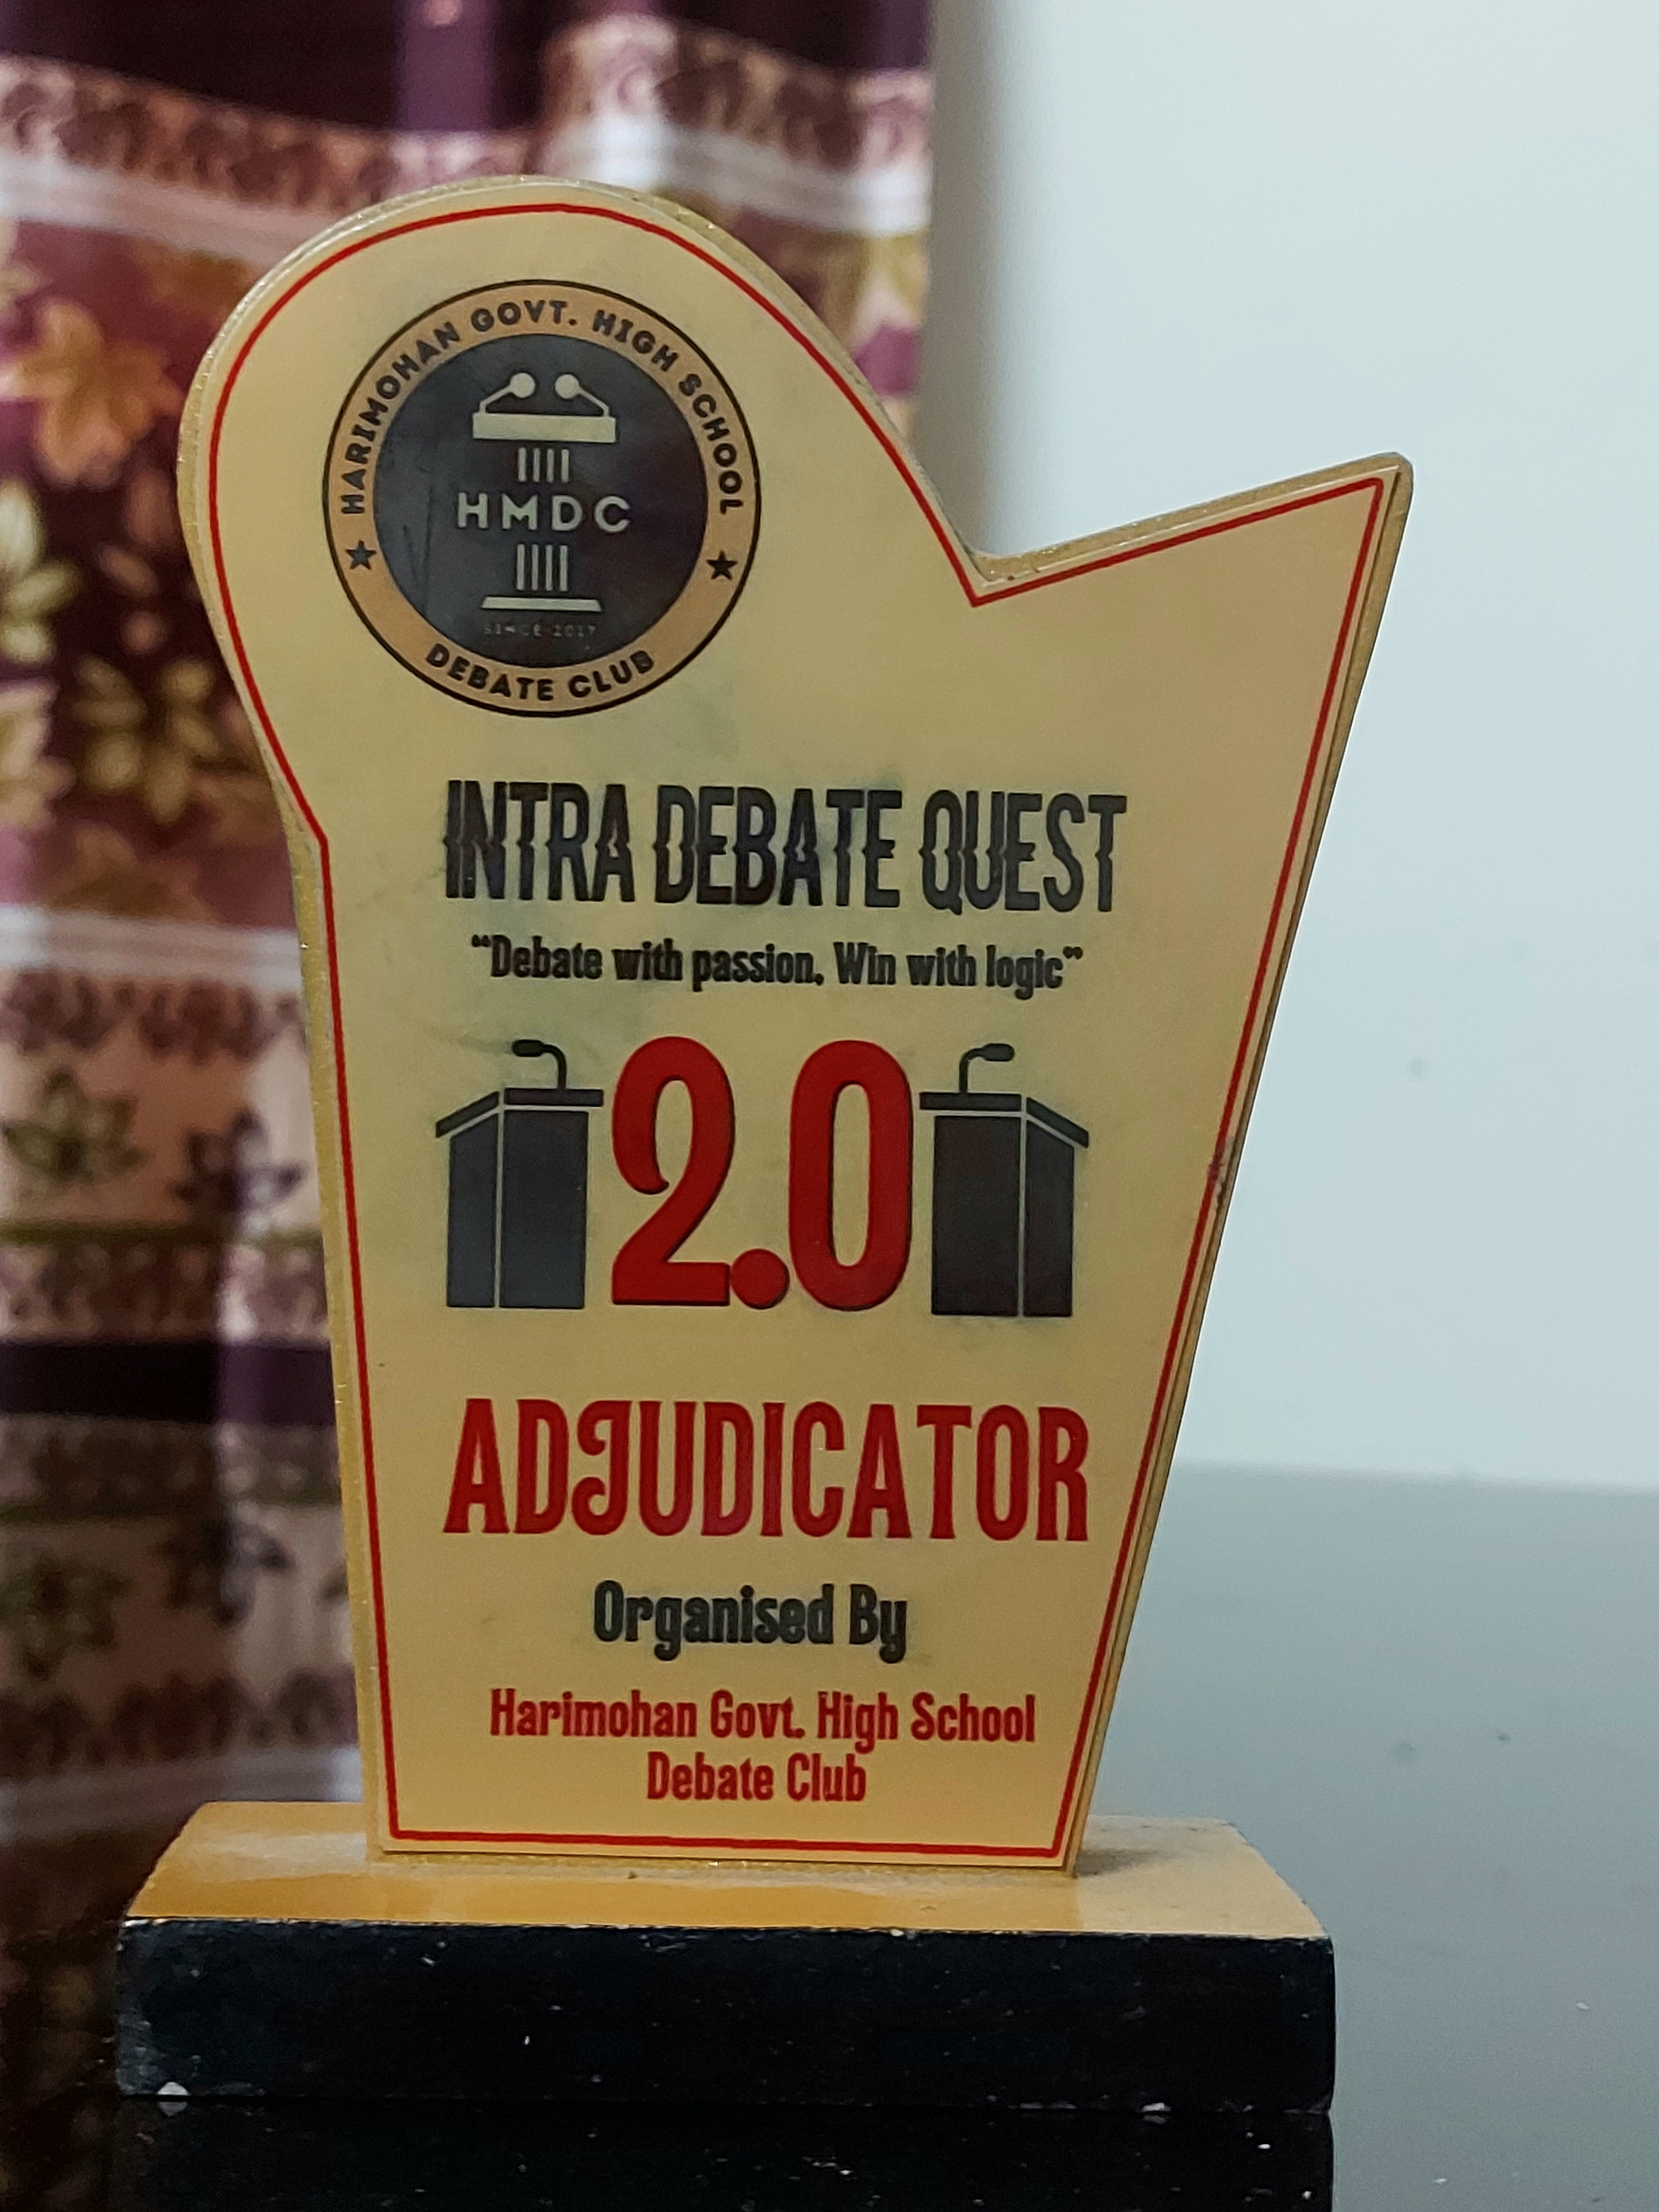 HARIMOHAN GOVT. HIGH SCHOOL
HMDC
SINCE-2017
DEBATE CLUB
INTRA DEBATE QUEST
“Debate with passion, Win with logic”
2.0
ADJUDICATOR
Organised By
Harimohan Govt. High School
Debate Club